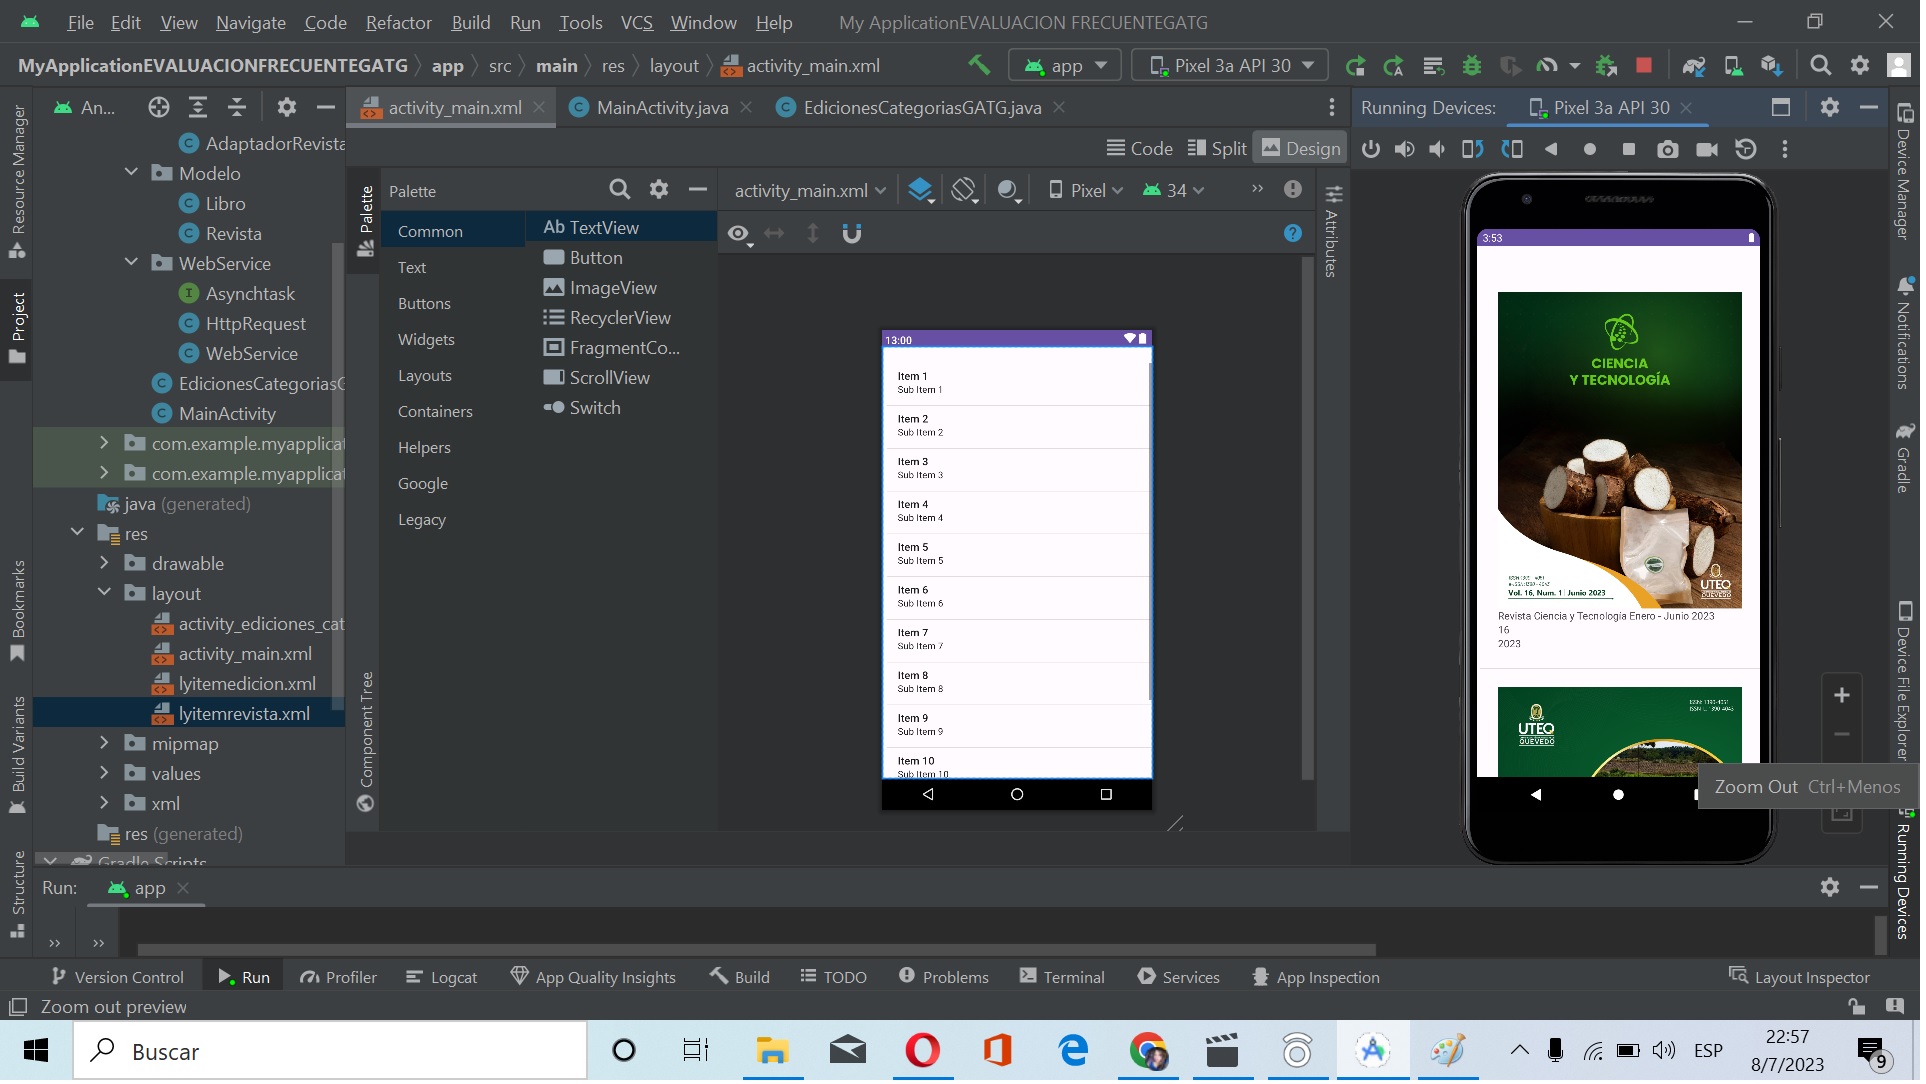 File Edit View Navigate Code Refactor Build Run Tools VCS Window Help My ApplicationEVALUACION FRECUENTEGATG
MyApplicationEVALUACIONFRECUENTEGATG app src main res layout activity_main.xml app Pixel 3a API 30
An... activity_main.xml MainActivity.java EdicionesCategoriasGATG.java Running Devices: Pixel 3a API 30
Code Split Design
Resource Manager
Project
Bookmarks
Build Variants
Structure
AdaptadorRevista
Modelo
Libro
Revista
WebService
Asynchtask
HttpRequest
WebService
EdicionesCategoriasG
MainActivity
com.example.myapplicat
com.example.myapplicat
java (generated)
res
drawable
layout
activity_ediciones_cat
activity_main.xml
lyitemedicion.xml
lyitemrevista.xml
mipmap
values
xml
res (generated)
Gradle Scripts
Palette
Component Tree
Palette
Common
Text
Buttons
Widgets
Layouts
Containers
Helpers
Google
Legacy
Ab TextView
Button
ImageView
RecyclerView
FragmentCo...
ScrollView
Switch
activity_main.xml Pixel 34
13:00
Item 1
Sub Item 1
Item 2
Sub Item 2
Item 3
Sub Item 3
Item 4
Sub Item 4
Item 5
Sub Item 5
Item 6
Sub Item 6
Item 7
Sub Item 7
Item 8
Sub Item 8
Item 9
Sub Item 9
Item 10
Sub Item 10
Attributes
3:53
CIENCIA
Y TECNOLOGÍA
Vol. 16, Num. 1 | Junio 2023
UTEQ
QUEVEDO
Revista Ciencia y Tecnología Enero - Junio 2023
16
2023
UTEQ
QUEVEDO
Zoom Out Ctrl+Menos
Device Manager
Notifications
Gradle
Device File Explorer
Running Devices
Run: app
Version Control Run Profiler Logcat App Quality Insights Build TODO Problems Terminal Services App Inspection Layout Inspector
Zoom out preview
Buscar
ESP
22:57
8/7/2023
9